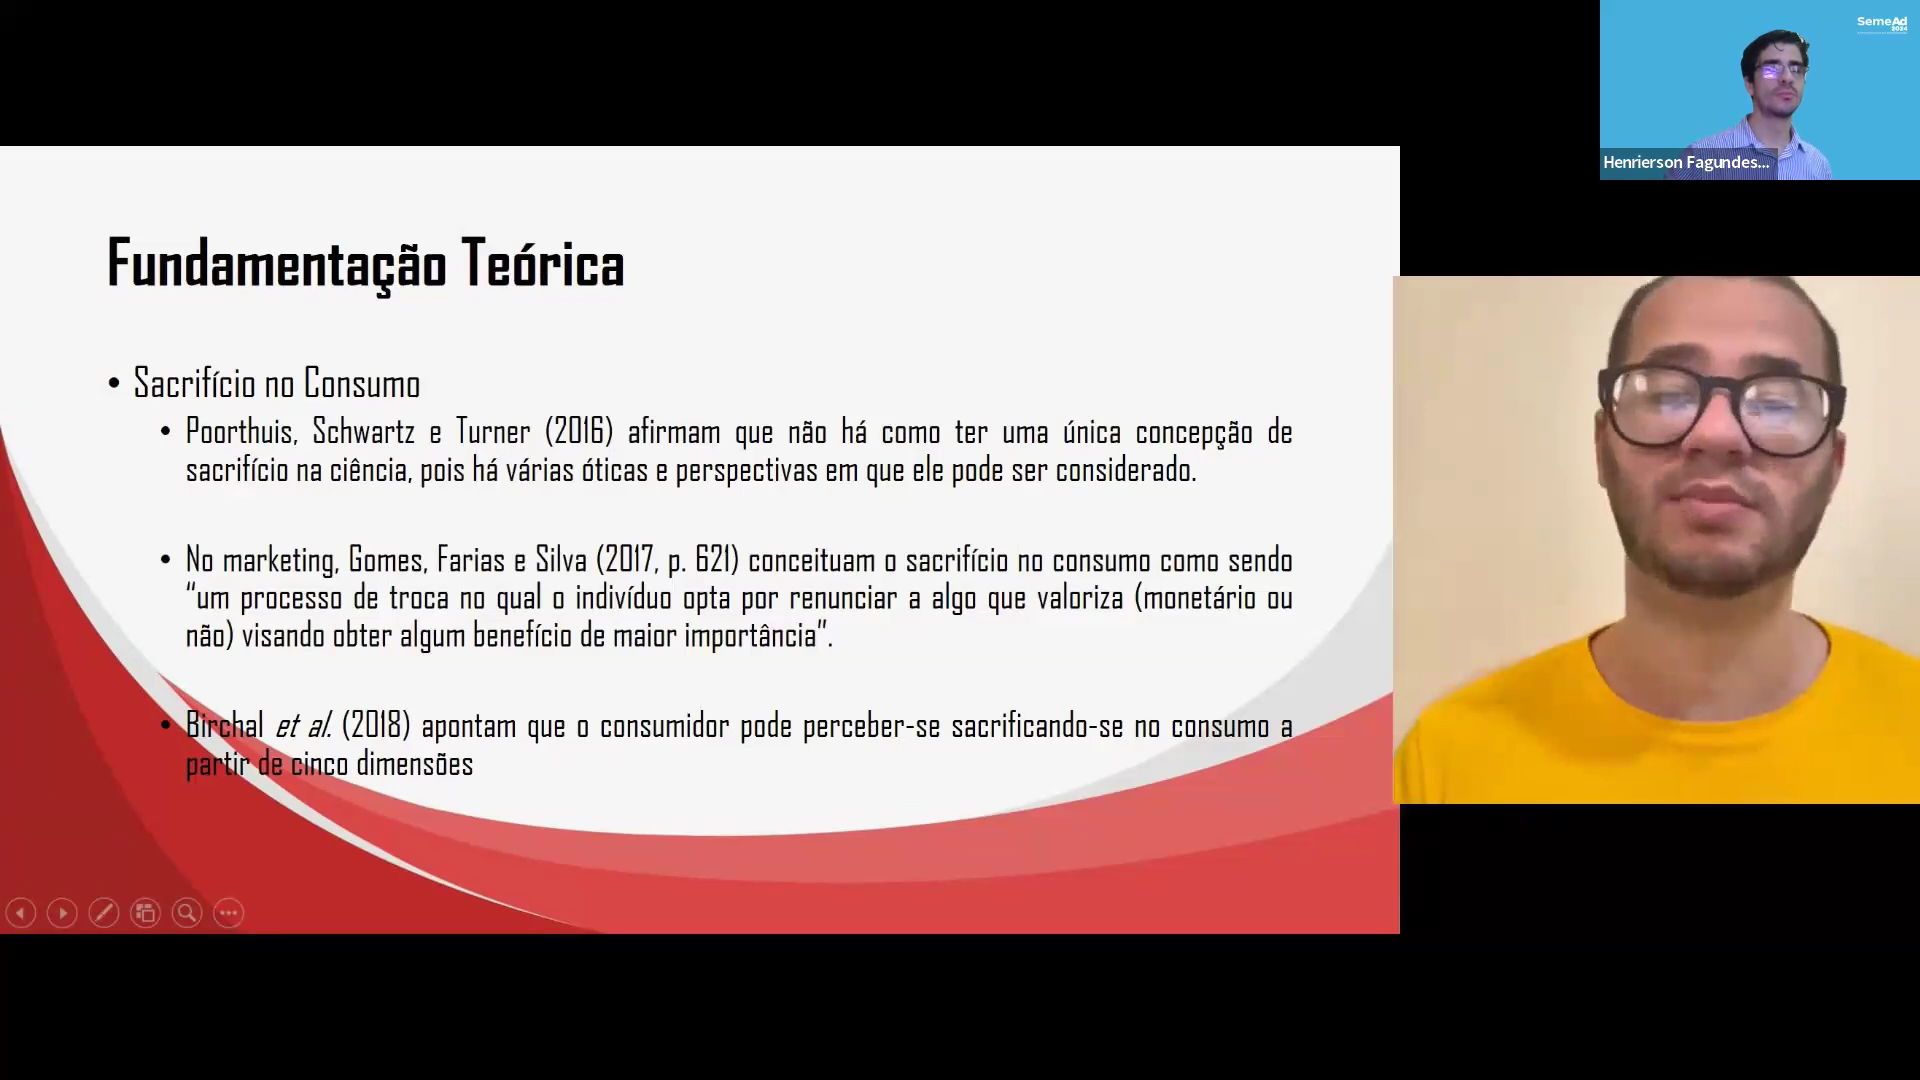 SemeAd
2024
Henrierson Fagundes...
Fundamentação Teórica
• Sacrifício no Consumo
• Poorthuis, Schwartz e Turner (2016) afirmam que não há como ter uma única concepção de
sacrifício na ciência, pois há várias óticas e perspectivas em que ele pode ser considerado.
• No marketing, Gomes, Farias e Silva (2017, p. 621) conceituam o sacrifício no consumo como sendo
“um processo de troca no qual o indivíduo opta por renunciar a algo que valoriza (monetário ou
não) visando obter algum benefício de maior importância”.
• Birchal et al. (2018) apontam que o consumidor pode perceber-se sacrificando-se no consumo a
partir de cinco dimensões